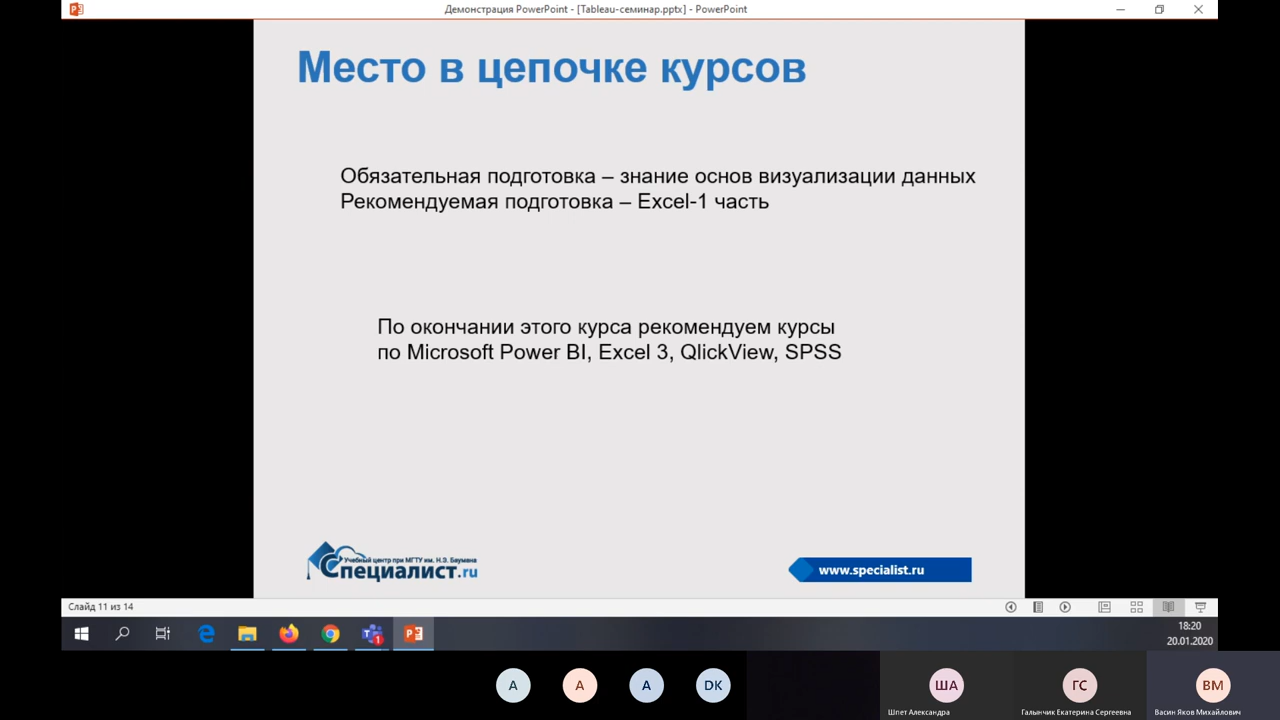 Демонстрация PowerPoint - [Tableau-семинар.pptx] - PowerPoint
Место в цепочке курсов
Обязательная подготовка – знание основ визуализации данных
Рекомендуемая подготовка – Excel-1 часть
По окончании этого курса рекомендуем курсы
по Microsoft Power BI, Excel 3, QlickView, SPSS
Учебный центр при МГТУ им. Н.Э. Баумана
Специалист.ru
www.specialist.ru
Слайд 11 из 14
1
18:20
20.01.2020
A
A
A
DK
ША
ГС
ВМ
Шпет Александра
Галынчик Екатерина Сергеевна
Васин Яков Михайлович